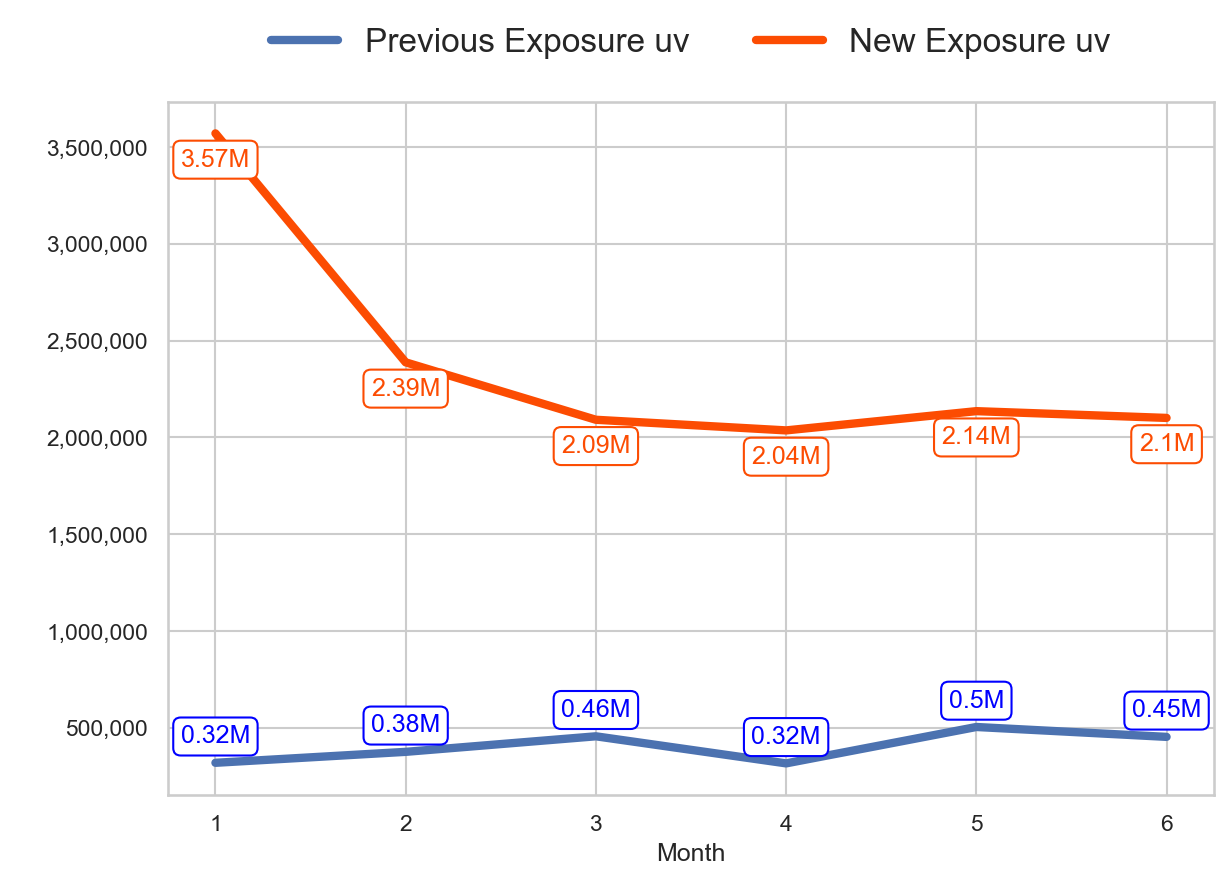 Previous Exposure uv New Exposure uv
3,500,000
3.57M
3,000,000
2,500,000
2.39M
2,000,000
2.09M 2.04M 2.14M 2.1M
1,500,000
1,000,000
500,000
0.32M 0.38M 0.46M 0.32M 0.5M 0.45M
1 2 3 4 5 6
Month